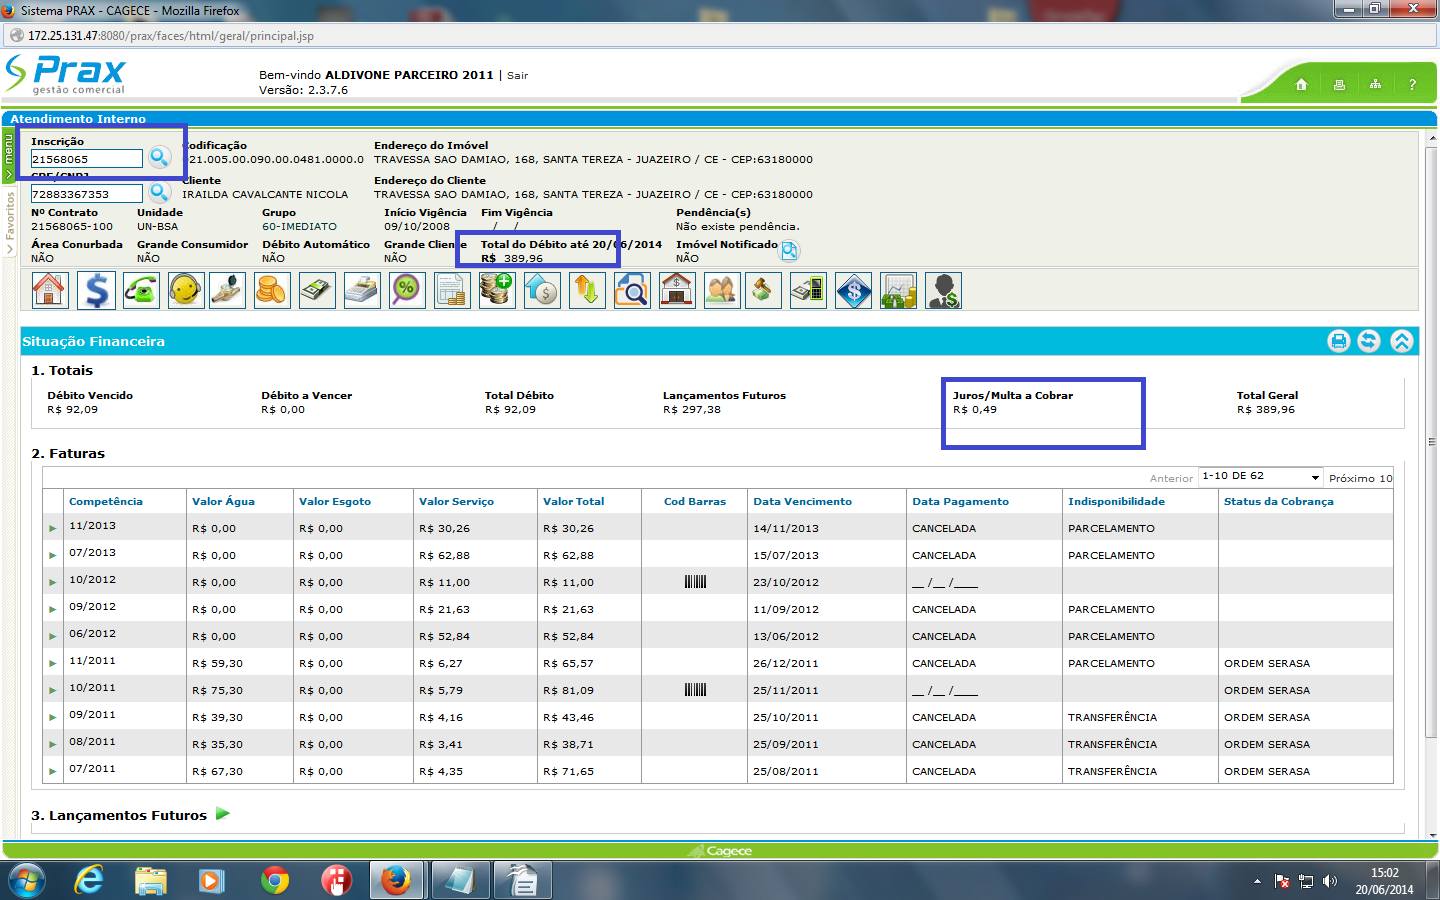 Sistema PRAX - CAGECE - Mozilla Firefox
172.25.131.47:8080/prax/faces/html/geral/principal.jsp
Prax
gestão comercial
Bem-vindo ALDIVONE PARCEIRO 2011 | Sair
Versão: 2.3.7.6
?
Atendimento Interno
menu
Favoritos
Inscrição Codificação Endereço do Imóvel
21568065 21.005.00.090.00.0481.0000.0 TRAVESSA SAO DAMIAO, 168, SANTA TEREZA - JUAZEIRO / CE - CEP:63180000
CPF/CNPJ Cliente Endereço do Cliente
72883367353 IRAILDA CAVALCANTE NICOLA TRAVESSA SAO DAMIAO, 168, SANTA TEREZA - JUAZEIRO / CE - CEP:63180000
Nº Contrato Unidade Grupo Início Vigência Fim Vigência Pendência(s)
21568065-100 UN-BSA 60-IMEDIATO 09/10/2008 / / Não existe pendência.
Área Conurbada Grande Consumidor Débito Automático Grande Cliente Total do Débito até 20/06/2014 Imóvel Notificado
NÃO NÃO NÃO NÃO R$ 389,96 NÃO
Situação Financeira
1. Totais
Débito Vencido Débito a Vencer Total Débito Lançamentos Futuros Juros/Multa a Cobrar Total Geral
R$ 92,09 R$ 0,00 R$ 92,09 R$ 297,38 R$ 0,49 R$ 389,96
2. Faturas
Anterior 1-10 DE 62 Próximo 10
Competência Valor Água Valor Esgoto Valor Serviço Valor Total Cod Barras Data Vencimento Data Pagamento Indisponibilidade Status da Cobrança
11/2013 R$ 0,00 R$ 0,00 R$ 30,26 R$ 30,26 14/11/2013 CANCELADA PARCELAMENTO
07/2013 R$ 0,00 R$ 0,00 R$ 62,88 R$ 62,88 15/07/2013 CANCELADA PARCELAMENTO
10/2012 R$ 0,00 R$ 0,00 R$ 11,00 R$ 11,00 23/10/2012 __ /__ /____
09/2012 R$ 0,00 R$ 0,00 R$ 21,63 R$ 21,63 11/09/2012 CANCELADA PARCELAMENTO
06/2012 R$ 0,00 R$ 0,00 R$ 52,84 R$ 52,84 13/06/2012 CANCELADA PARCELAMENTO
11/2011 R$ 59,30 R$ 0,00 R$ 6,27 R$ 65,57 26/12/2011 CANCELADA PARCELAMENTO ORDEM SERASA
10/2011 R$ 75,30 R$ 0,00 R$ 5,79 R$ 81,09 25/11/2011 __ /__ /____ ORDEM SERASA
09/2011 R$ 39,30 R$ 0,00 R$ 4,16 R$ 43,46 25/10/2011 CANCELADA TRANSFERÊNCIA ORDEM SERASA
08/2011 R$ 35,30 R$ 0,00 R$ 3,41 R$ 38,71 25/09/2011 CANCELADA TRANSFERÊNCIA ORDEM SERASA
07/2011 R$ 67,30 R$ 0,00 R$ 4,35 R$ 71,65 25/08/2011 CANCELADA TRANSFERÊNCIA ORDEM SERASA
3. Lançamentos Futuros
Cagece
15:02
20/06/2014